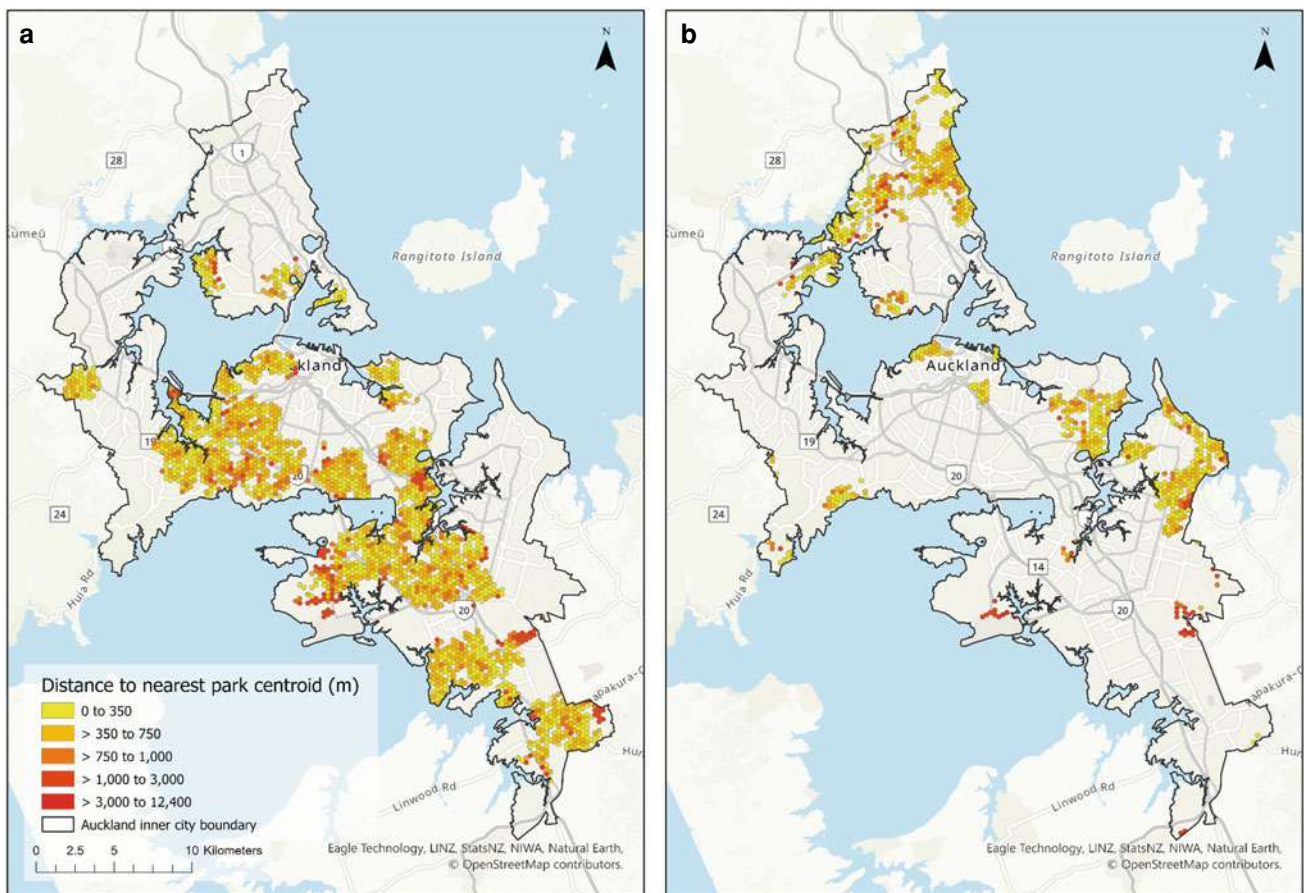 a
N
1
28
Kumeū
Rangitoto Island
19
20
24
Huia Rd
20
Linwood Rd
Distance to nearest park centroid (m)
0 to 350
> 350 to 750
> 750 to 1,000
> 1,000 to 3,000
> 3,000 to 12,400
Auckland inner city boundary
0 2.5 5 10 Kilometers
Eagle Technology, LINZ, StatsNZ, NIWA, Natural Earth,
© OpenStreetMap contributors.
b
N
28
Kumeū
Rangitoto Island
Auckland
19
20
24
14
Huia Rd
20
Linwood Rd
Eagle Technology, LINZ, StatsNZ, NIWA, Natural Earth,
© OpenStreetMap contributors.